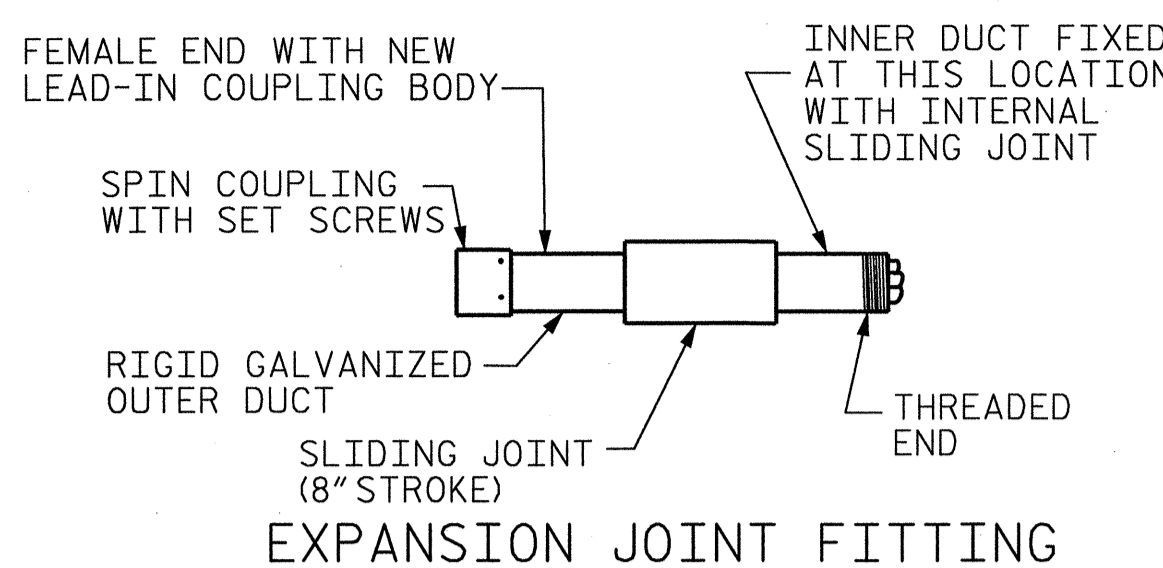 FEMALE END WITH NEW
LEAD-IN COUPLING BODY
INNER DUCT FIXED
AT THIS LOCATION
WITH INTERNAL
SLIDING JOINT
SPIN COUPLING
WITH SET SCREWS
RIGID GALVANIZED
OUTER DUCT
THREADED
END
SLIDING JOINT
(8" STROKE)
EXPANSION JOINT FITTING